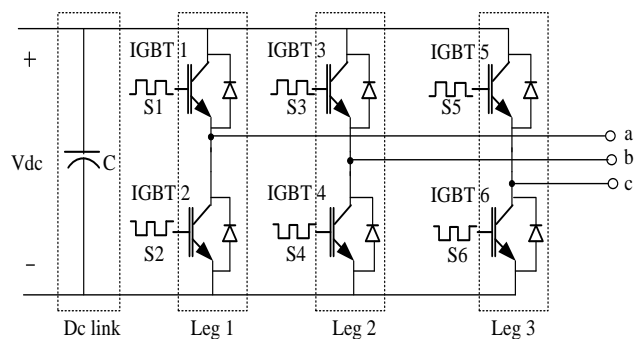 IGBT 1
IGBT 3
IGBT 5
+
S1
S3
S5
a
Vdc
C
b
c
IGBT 2
IGBT 4
IGBT 6
S2
S4
S6
-
Dc link
Leg 1
Leg 2
Leg 3